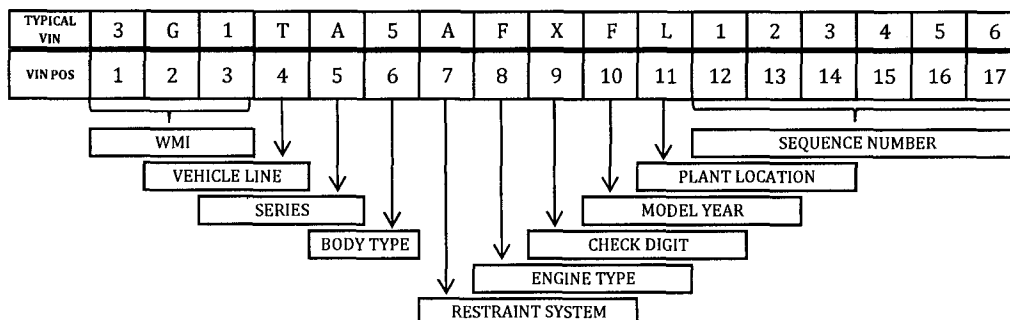 TYPICAL VIN 3 G 1 T A 5 A F X F L 1 2 3 4 5 6
VIN POS 1 2 3 4 5 6 7 8 9 10 11 12 13 14 15 16 17
WMI SEQUENCE NUMBER
VEHICLE LINE PLANT LOCATION
SERIES MODEL YEAR
BODY TYPE CHECK DIGIT
ENGINE TYPE
RESTRAINT SYSTEM